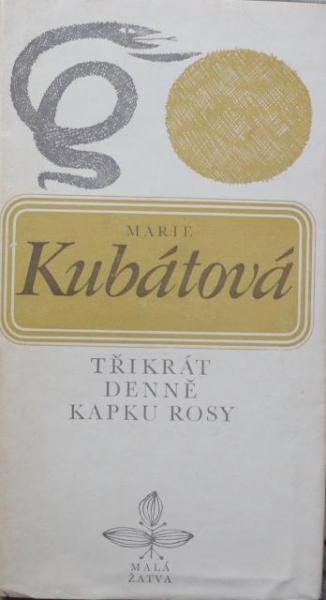 MARIE
Kubátová
TŘIKRÁT
DENNĚ
KAPKU ROSY
MALÁ
ŽATVA